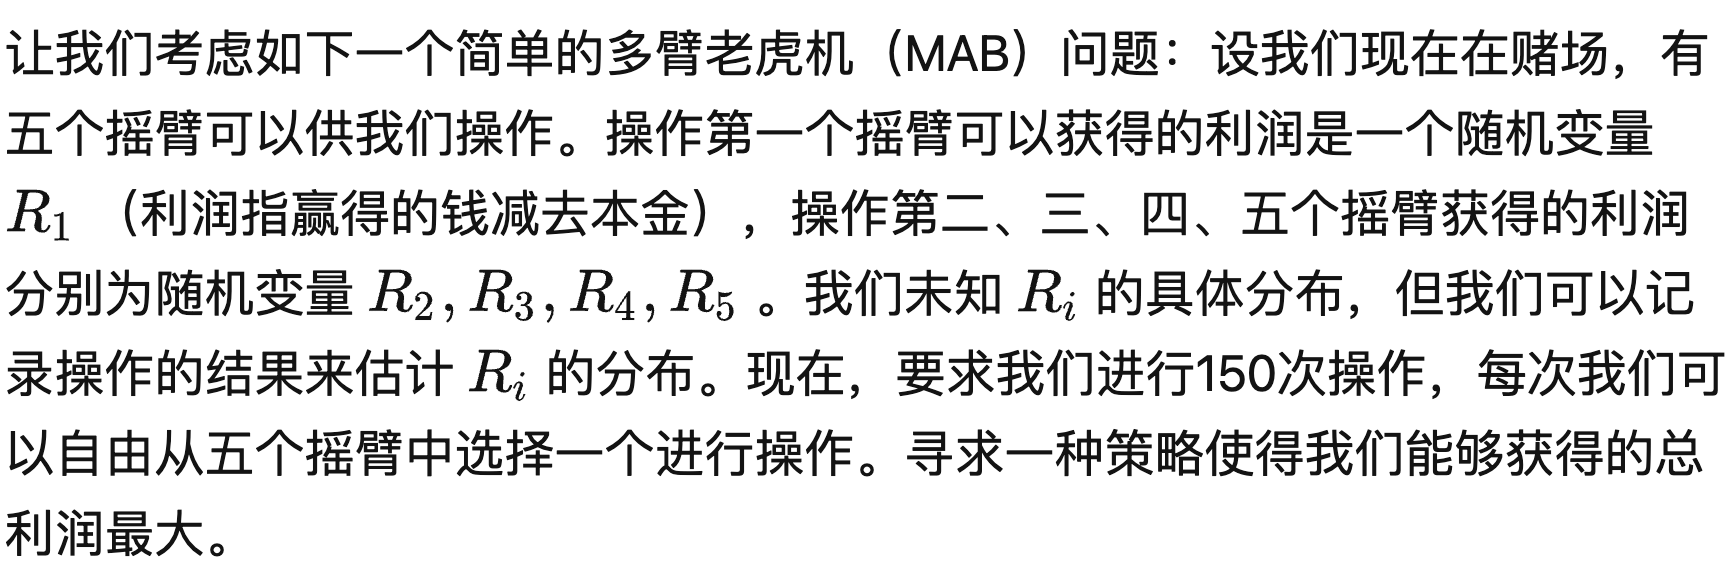 让我们考虑如下一个简单的多臂老虎机（MAB）问题：设我们现在在赌场，有
五个摇臂可以供我们操作。操作第一个摇臂可以获得的利润是一个随机变量
R₁ （利润指赢得的钱减去本金），操作第二、三、四、五个摇臂获得的利润
分别为随机变量 R₂, R₃, R₄, R₅ 。我们未知 Rᵢ 的具体分布，但我们可以记
录操作的结果来估计 Rᵢ 的分布。现在，要求我们进行150次操作，每次我们可
以自由从五个摇臂中选择一个进行操作。寻求一种策略使得我们能够获得的总
利润最大。